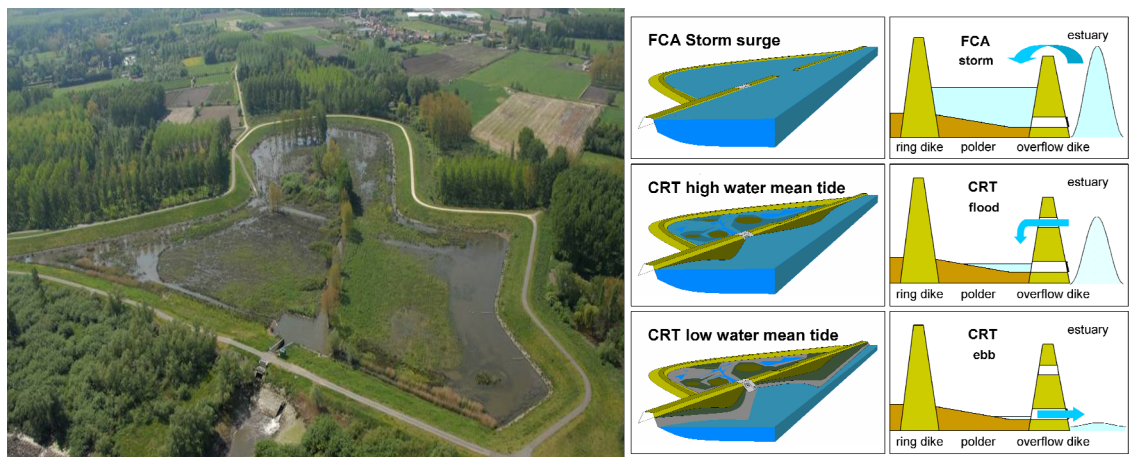 FCA Storm surge
FCA
storm
estuary
ring dike polder overflow dike
CRT high water mean tide
CRT
flood
estuary
ring dike polder overflow dike
CRT low water mean tide
CRT
ebb
estuary
ring dike polder overflow dike